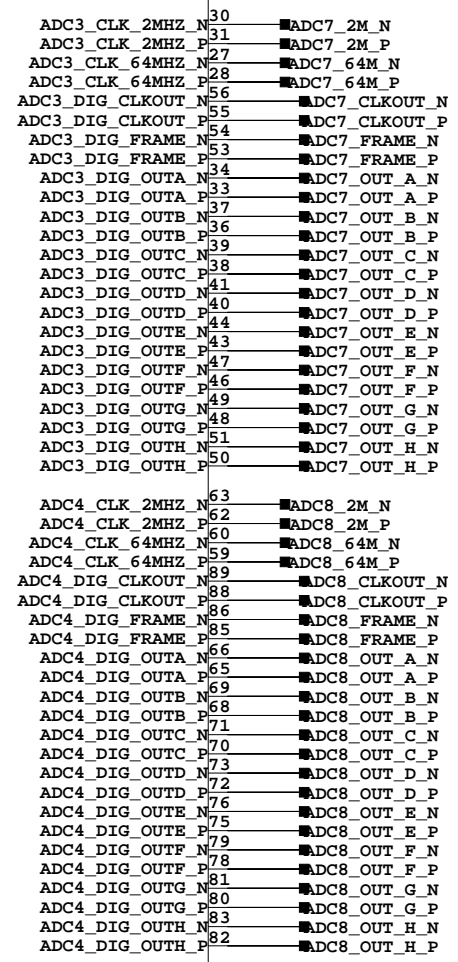 ADC3_CLK_2MHZ_N 30 ADC7_2M_N
ADC3_CLK_2MHZ_P 31 ADC7_2M_P
ADC3_CLK_64MHZ_N 27 ADC7_64M_N
ADC3_CLK_64MHZ_P 28 ADC7_64M_P
ADC3_DIG_CLKOUT_N 56 ADC7_CLKOUT_N
ADC3_DIG_CLKOUT_P 55 ADC7_CLKOUT_P
ADC3_DIG_FRAME_N 54 ADC7_FRAME_N
ADC3_DIG_FRAME_P 53 ADC7_FRAME_P
ADC3_DIG_OUTA_N 34 ADC7_OUT_A_N
ADC3_DIG_OUTA_P 33 ADC7_OUT_A_P
ADC3_DIG_OUTB_N 37 ADC7_OUT_B_N
ADC3_DIG_OUTB_P 36 ADC7_OUT_B_P
ADC3_DIG_OUTC_N 39 ADC7_OUT_C_N
ADC3_DIG_OUTC_P 38 ADC7_OUT_C_P
ADC3_DIG_OUTD_N 41 ADC7_OUT_D_N
ADC3_DIG_OUTD_P 40 ADC7_OUT_D_P
ADC3_DIG_OUTE_N 44 ADC7_OUT_E_N
ADC3_DIG_OUTE_P 43 ADC7_OUT_E_P
ADC3_DIG_OUTF_N 47 ADC7_OUT_F_N
ADC3_DIG_OUTF_P 46 ADC7_OUT_F_P
ADC3_DIG_OUTG_N 49 ADC7_OUT_G_N
ADC3_DIG_OUTG_P 48 ADC7_OUT_G_P
ADC3_DIG_OUTH_N 51 ADC7_OUT_H_N
ADC3_DIG_OUTH_P 50 ADC7_OUT_H_P
ADC4_CLK_2MHZ_N 63 ADC8_2M_N
ADC4_CLK_2MHZ_P 62 ADC8_2M_P
ADC4_CLK_64MHZ_N 60 ADC8_64M_N
ADC4_CLK_64MHZ_P 59 ADC8_64M_P
ADC4_DIG_CLKOUT_N 89 ADC8_CLKOUT_N
ADC4_DIG_CLKOUT_P 88 ADC8_CLKOUT_P
ADC4_DIG_FRAME_N 86 ADC8_FRAME_N
ADC4_DIG_FRAME_P 85 ADC8_FRAME_P
ADC4_DIG_OUTA_N 66 ADC8_OUT_A_N
ADC4_DIG_OUTA_P 65 ADC8_OUT_A_P
ADC4_DIG_OUTB_N 69 ADC8_OUT_B_N
ADC4_DIG_OUTB_P 68 ADC8_OUT_B_P
ADC4_DIG_OUTC_N 71 ADC8_OUT_C_N
ADC4_DIG_OUTC_P 70 ADC8_OUT_C_P
ADC4_DIG_OUTD_N 73 ADC8_OUT_D_N
ADC4_DIG_OUTD_P 72 ADC8_OUT_D_P
ADC4_DIG_OUTE_N 76 ADC8_OUT_E_N
ADC4_DIG_OUTE_P 75 ADC8_OUT_E_P
ADC4_DIG_OUTF_N 79 ADC8_OUT_F_N
ADC4_DIG_OUTF_P 78 ADC8_OUT_F_P
ADC4_DIG_OUTG_N 81 ADC8_OUT_G_N
ADC4_DIG_OUTG_P 80 ADC8_OUT_G_P
ADC4_DIG_OUTH_N 83 ADC8_OUT_H_N
ADC4_DIG_OUTH_P 82 ADC8_OUT_H_P